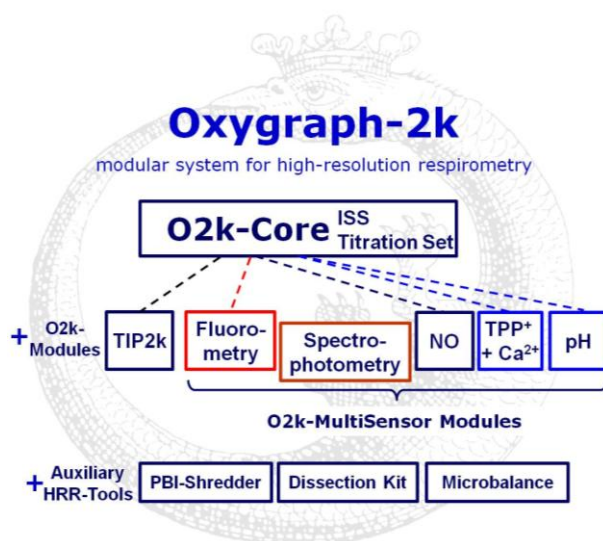 Oxygraph-2k
modular system for high-resolution respirometry
O2k-Core ISS
Titration Set
+ O2k-
Modules
TIP2k
Fluoro-
metry
Spectro-
photometry
NO
TPP⁺
+ Ca²⁺
pH
O2k-MultiSensor Modules
+ Auxiliary
HRR-Tools
PBI-Shredder
Dissection Kit
Microbalance